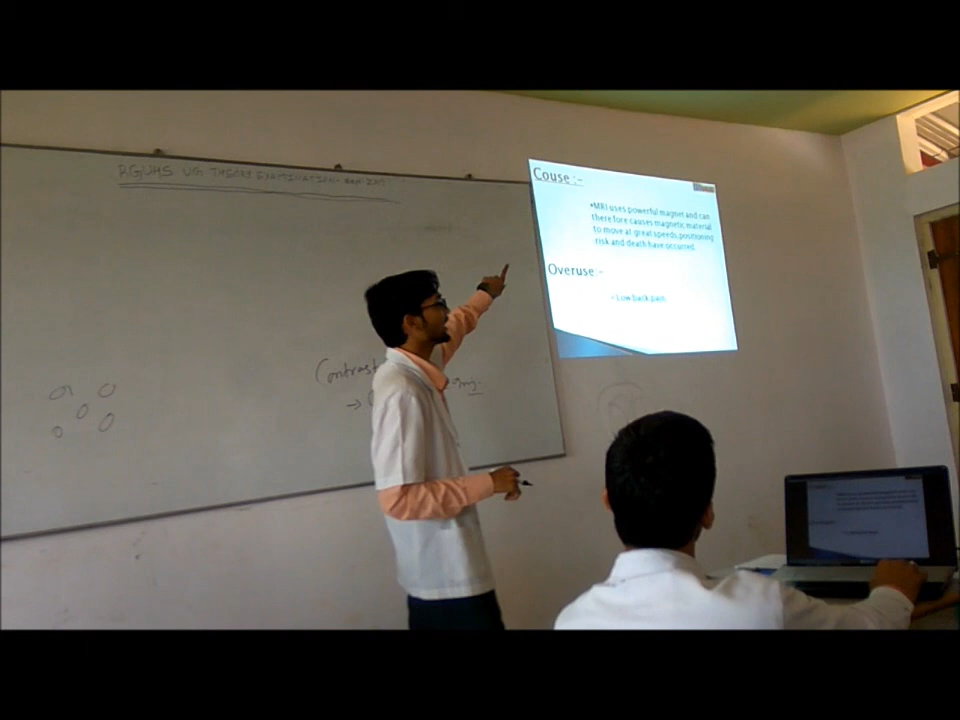 RGUHS UG THEORY EXAMINATION-
Couse :-
•MRI uses powerful magnet and can
there fore causes magnetic material
to move at great speeds, positioning
risk and death have occurred
Overuse :-
Low back pain
Contrast
→